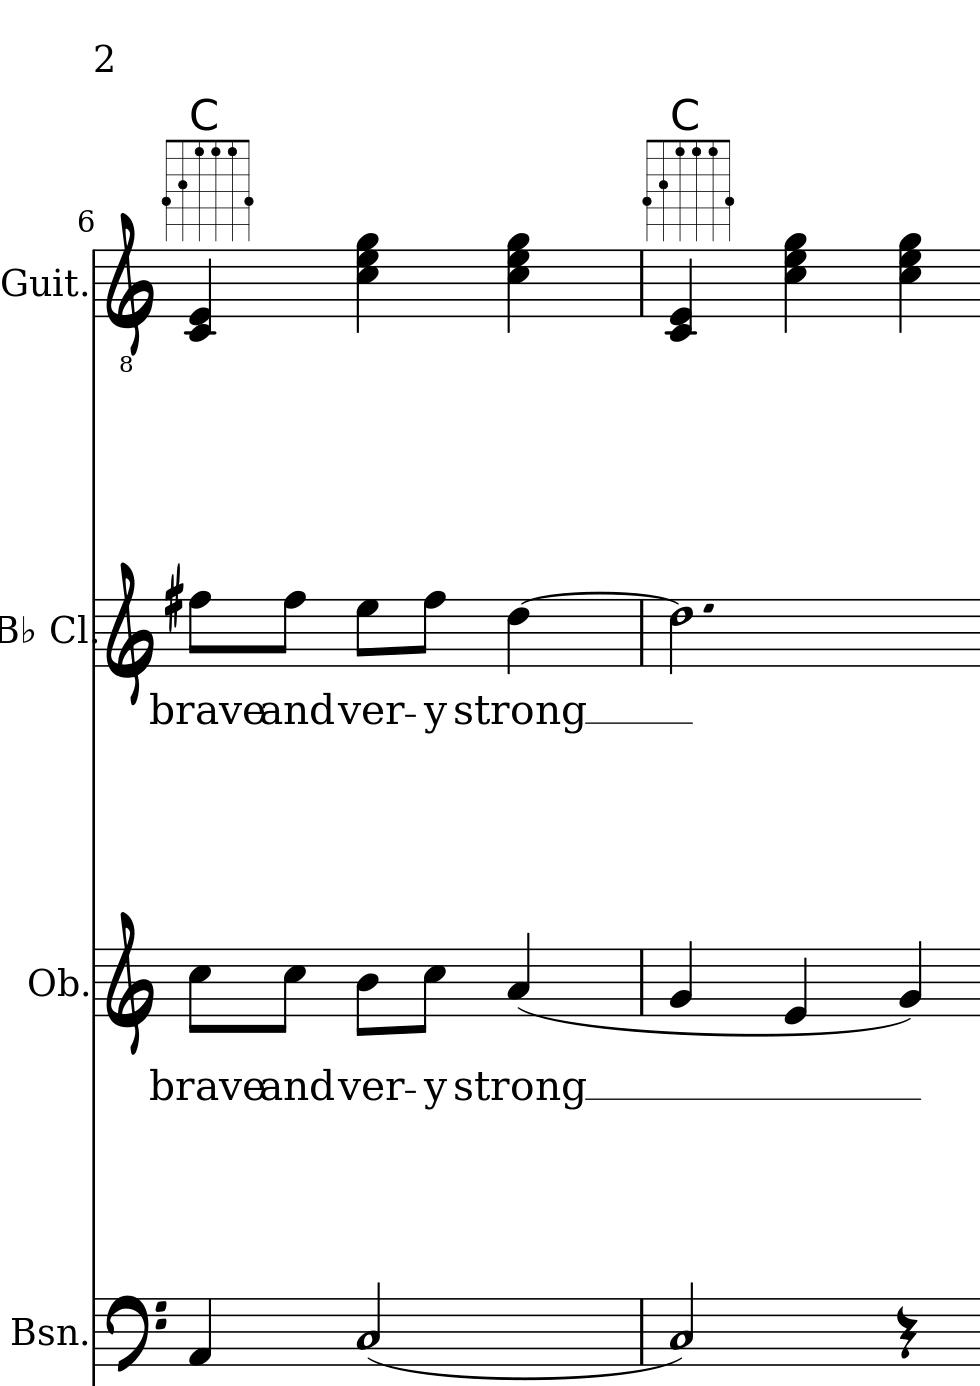 2
C C
6
Guit.
8
B♭ Cl.
brave and ver- y strong
Ob.
brave and ver- y strong
Bsn.